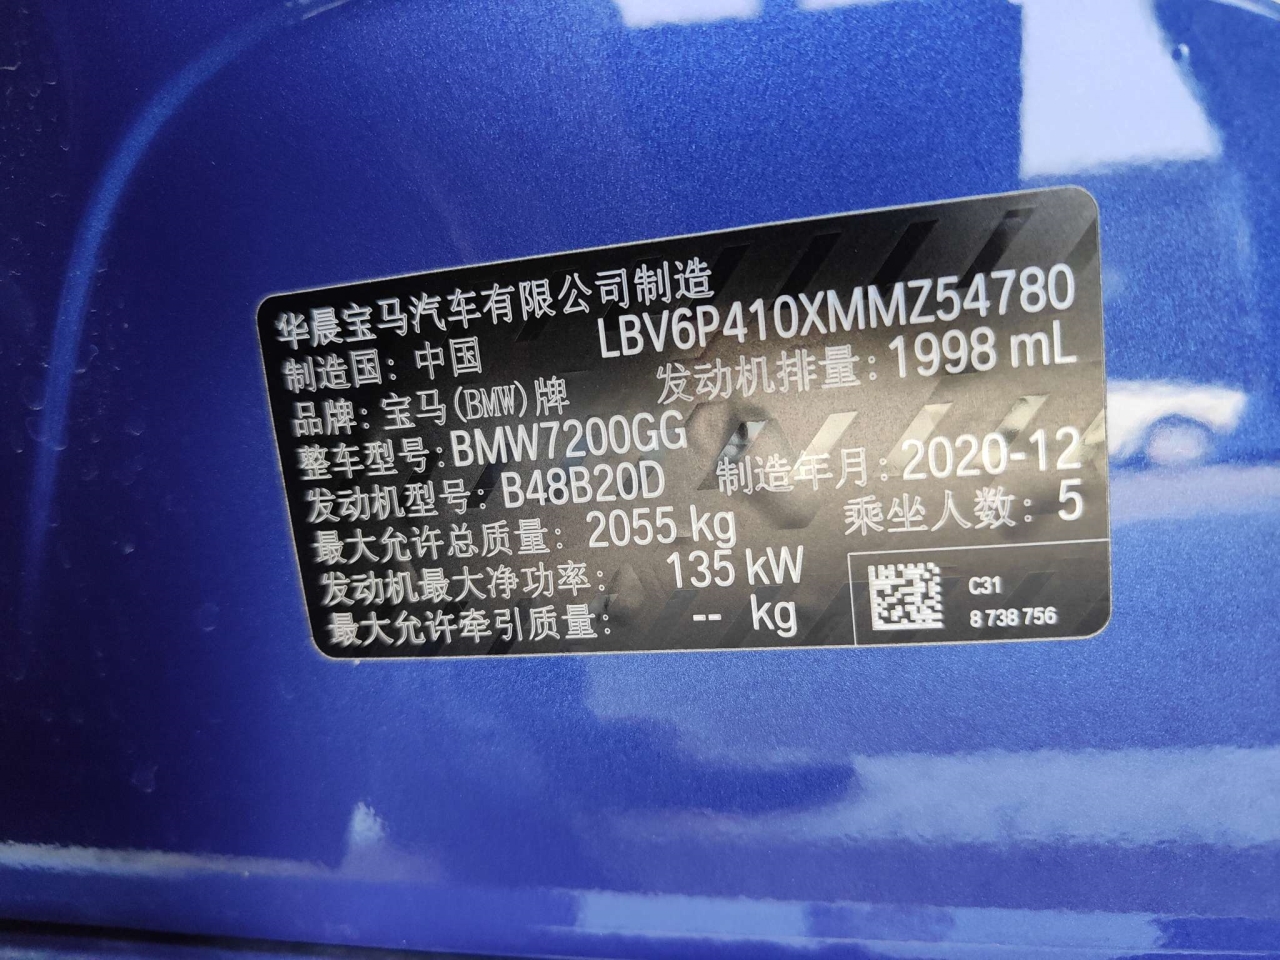 华晨宝马汽车有限公司制造
LBV6P410XMMZ54780
制造国：中国
发动机排量：1998 mL
品牌：宝马(BMW)牌
整车型号：BMW7200GG
制造年月：2020-12
发动机型号：B48B20D
乘坐人数：5
最大允许总质量：2055 kg
发动机最大净功率：135 kW
最大允许牵引质量：-- kg
C31
8 738 756